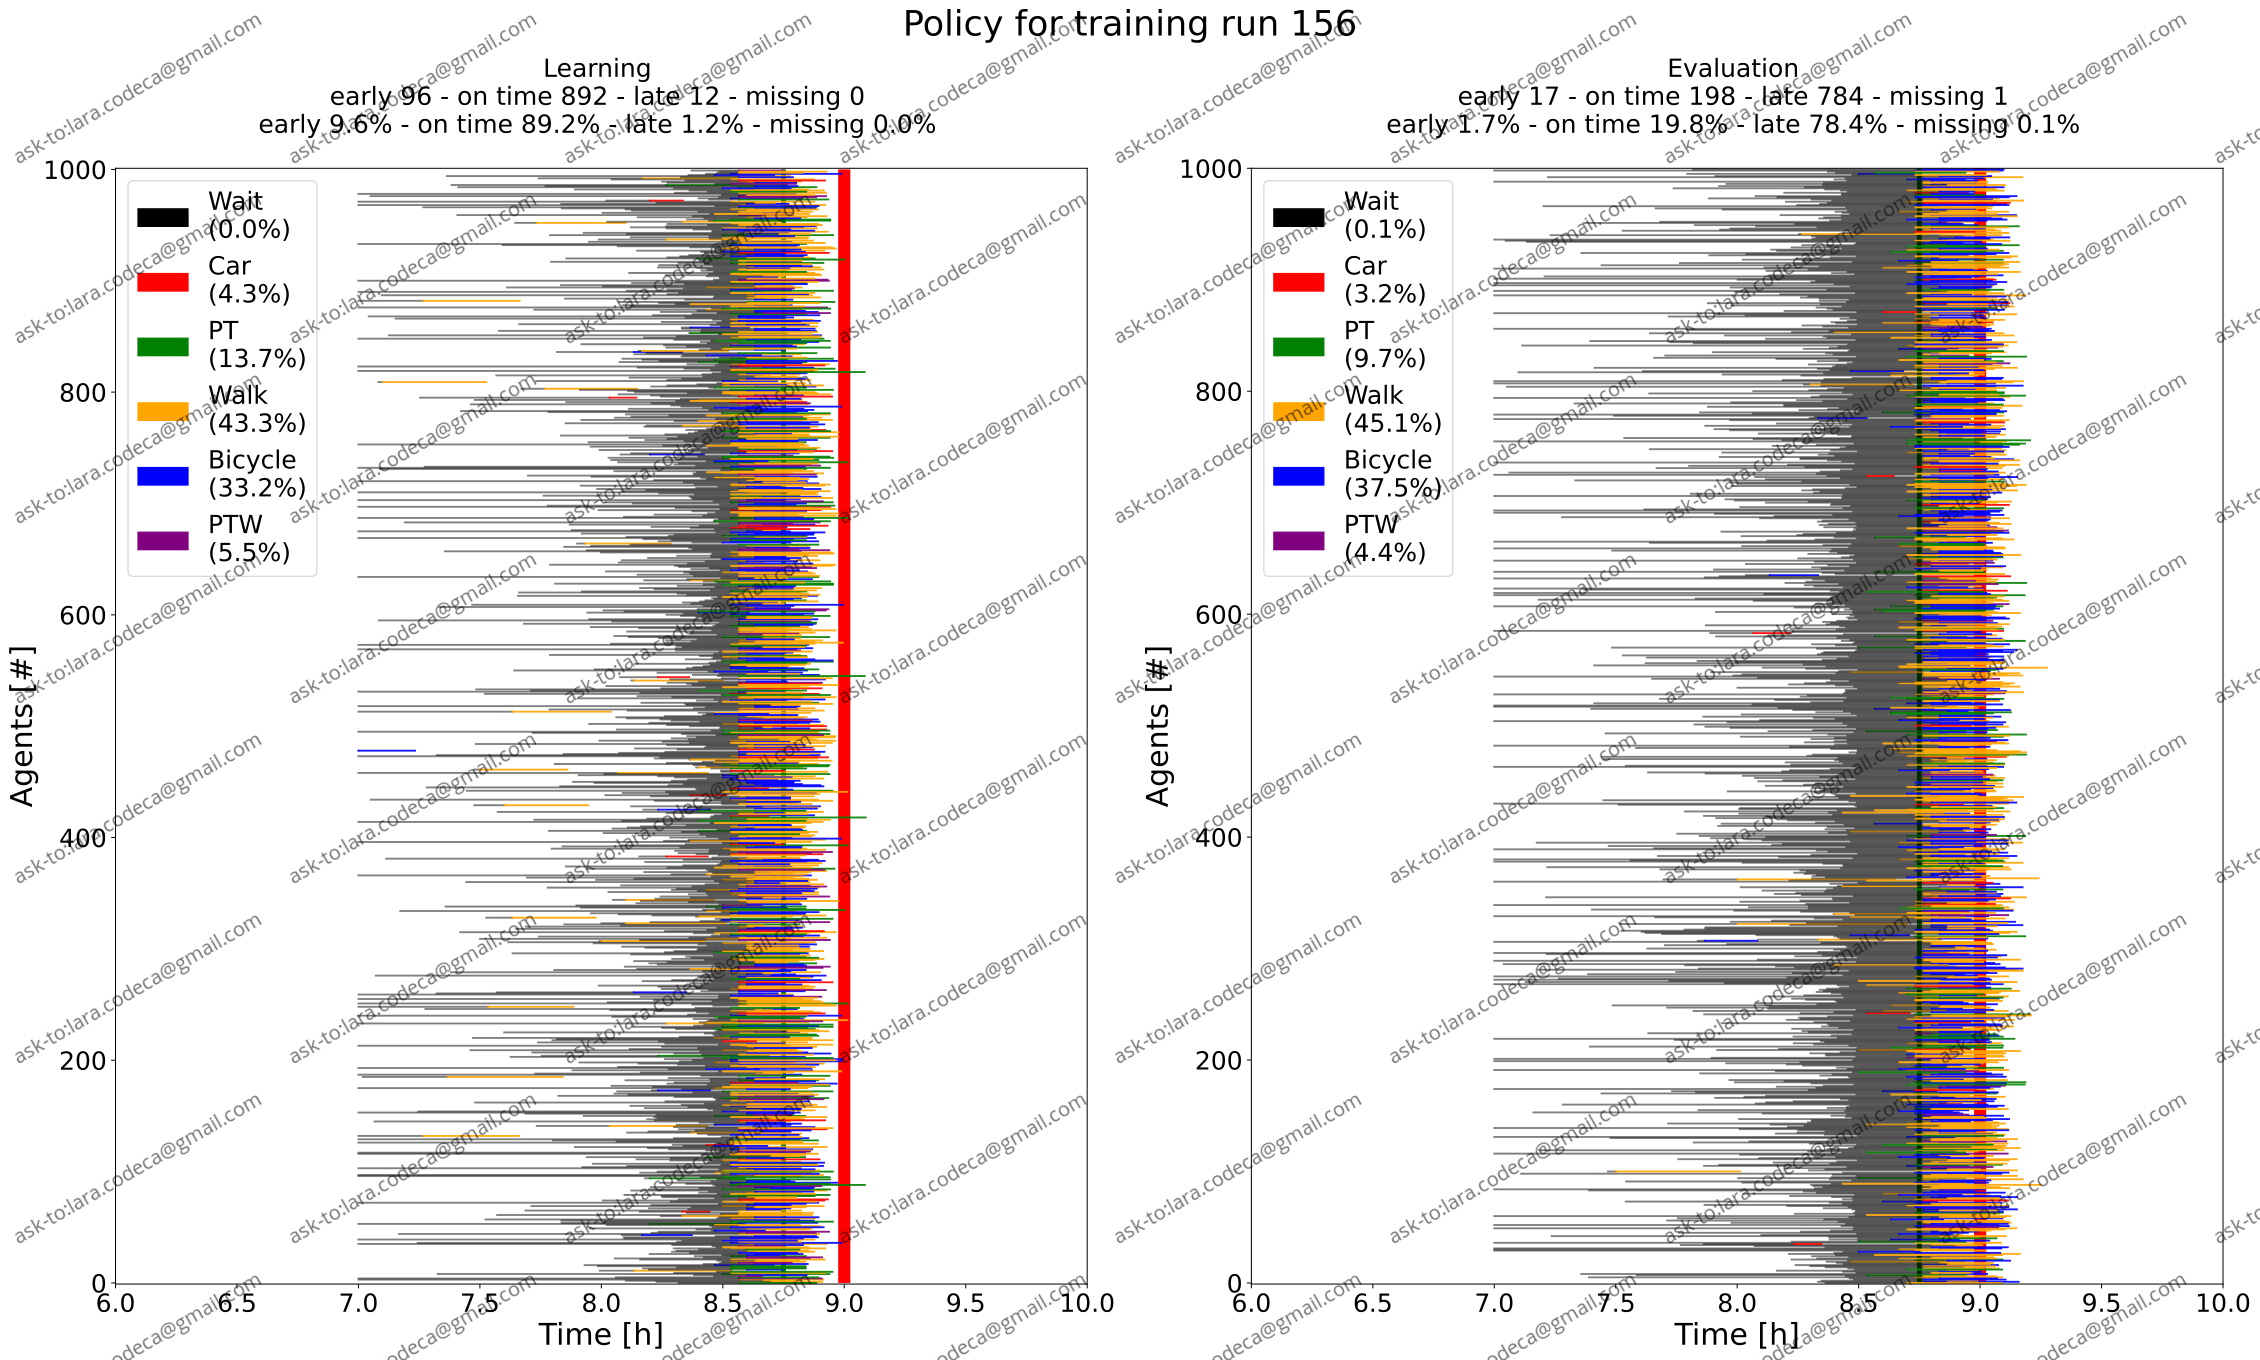 Policy for training run 156
Learning
early 96 - on time 892 - late 12 - missing 0
early 9.6% - on time 89.2% - late 1.2% - missing 0.0%
Wait
(0.0%)
Car
(4.3%)
PT
(13.7%)
Walk
(43.3%)
Bicycle
(33.2%)
PTW
(5.5%)
Agents [#]
1000
800
600
400
200
0
6.0 6.5 7.0 7.5 8.0 8.5 9.0 9.5 10.0
Time [h]
Evaluation
early 17 - on time 198 - late 784 - missing 1
early 1.7% - on time 19.8% - late 78.4% - missing 0.1%
Wait
(0.1%)
Car
(3.2%)
PT
(9.7%)
Walk
(45.1%)
Bicycle
(37.5%)
PTW
(4.4%)
Agents [#]
1000
800
600
400
200
0
6.0 6.5 7.0 7.5 8.0 8.5 9.0 9.5 10.0
Time [h]
ask-to:lara.codeca@gmail.com